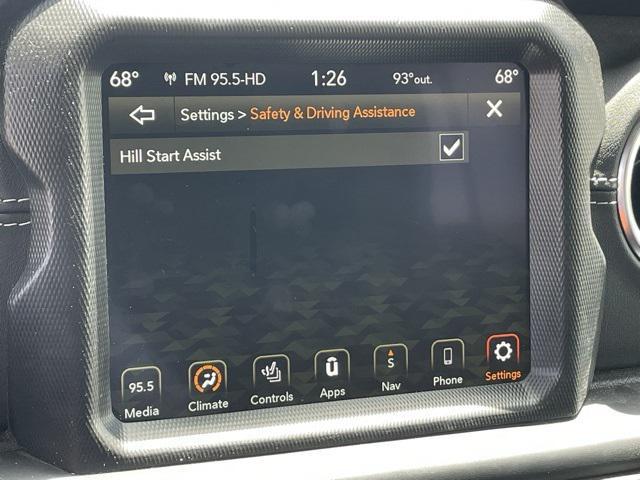 68° FM 95.5-HD 1:26 93°out. 68°
Settings > Safety & Driving Assistance
Hill Start Assist
95.5 S
Media Climate Controls Apps Nav Phone Settings